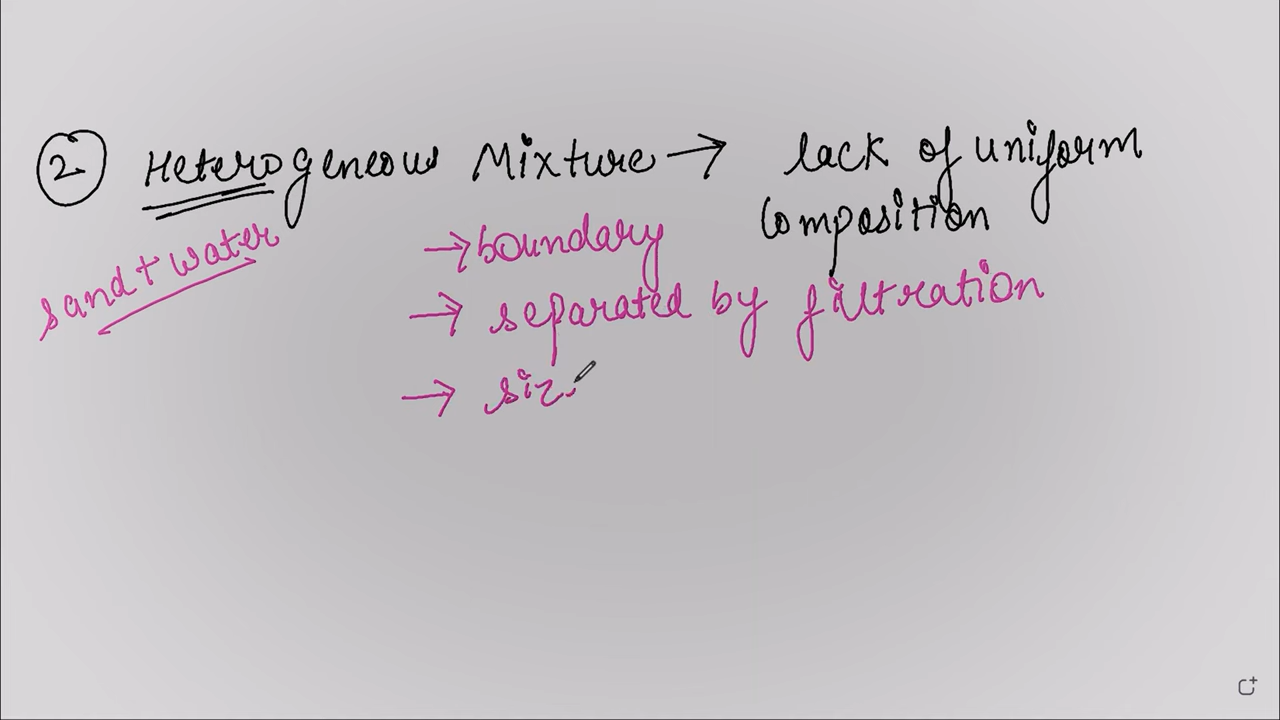 2. Heterogeneous Mixture → lack of uniform
composition
sand + water
→ boundary
→ separated by filtration
→ siz